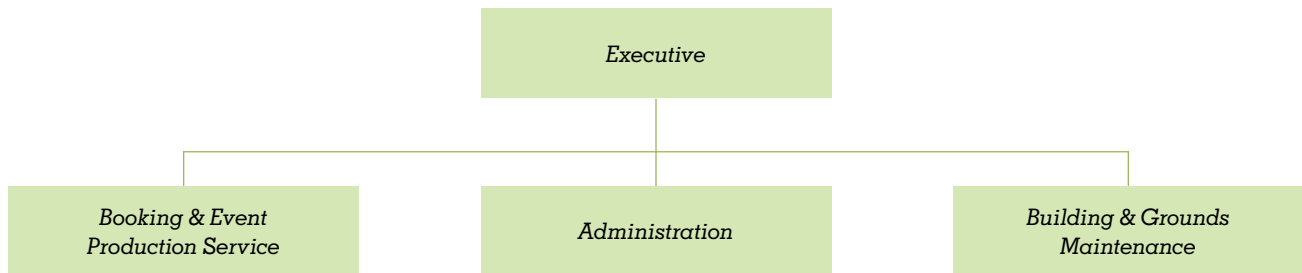 Executive
Booking & Event
Production Service
Administration
Building & Grounds
Maintenance